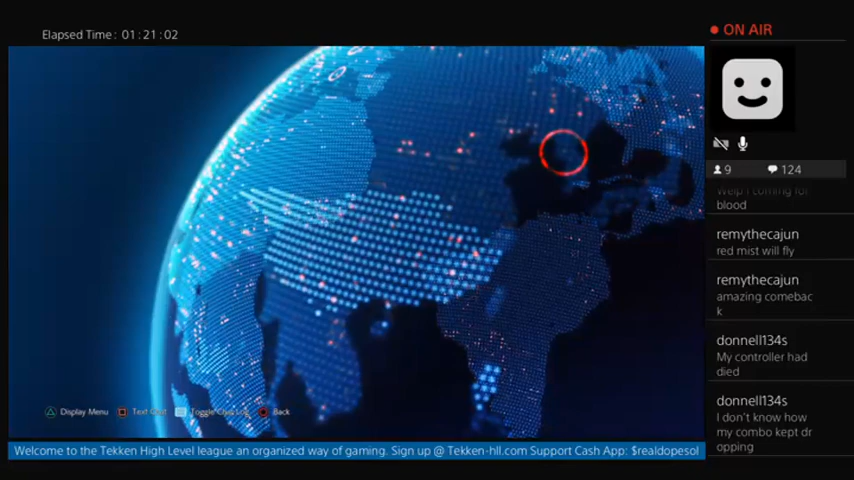 Elapsed Time : 01:21:02
ON AIR
9 124
Welp I coming for
blood
remythecajun
red mist will fly
remythecajun
amazing comebac
k
donnell134s
My controller had
died
donnell134s
I don't know how
my combo kept dr
opping
Display Menu Text Chat Toggle Chat Log Back
Welcome to the Tekken High Level league an organized way of gaming. Sign up @ Tekken-hll.com Support Cash App: $realdopesol